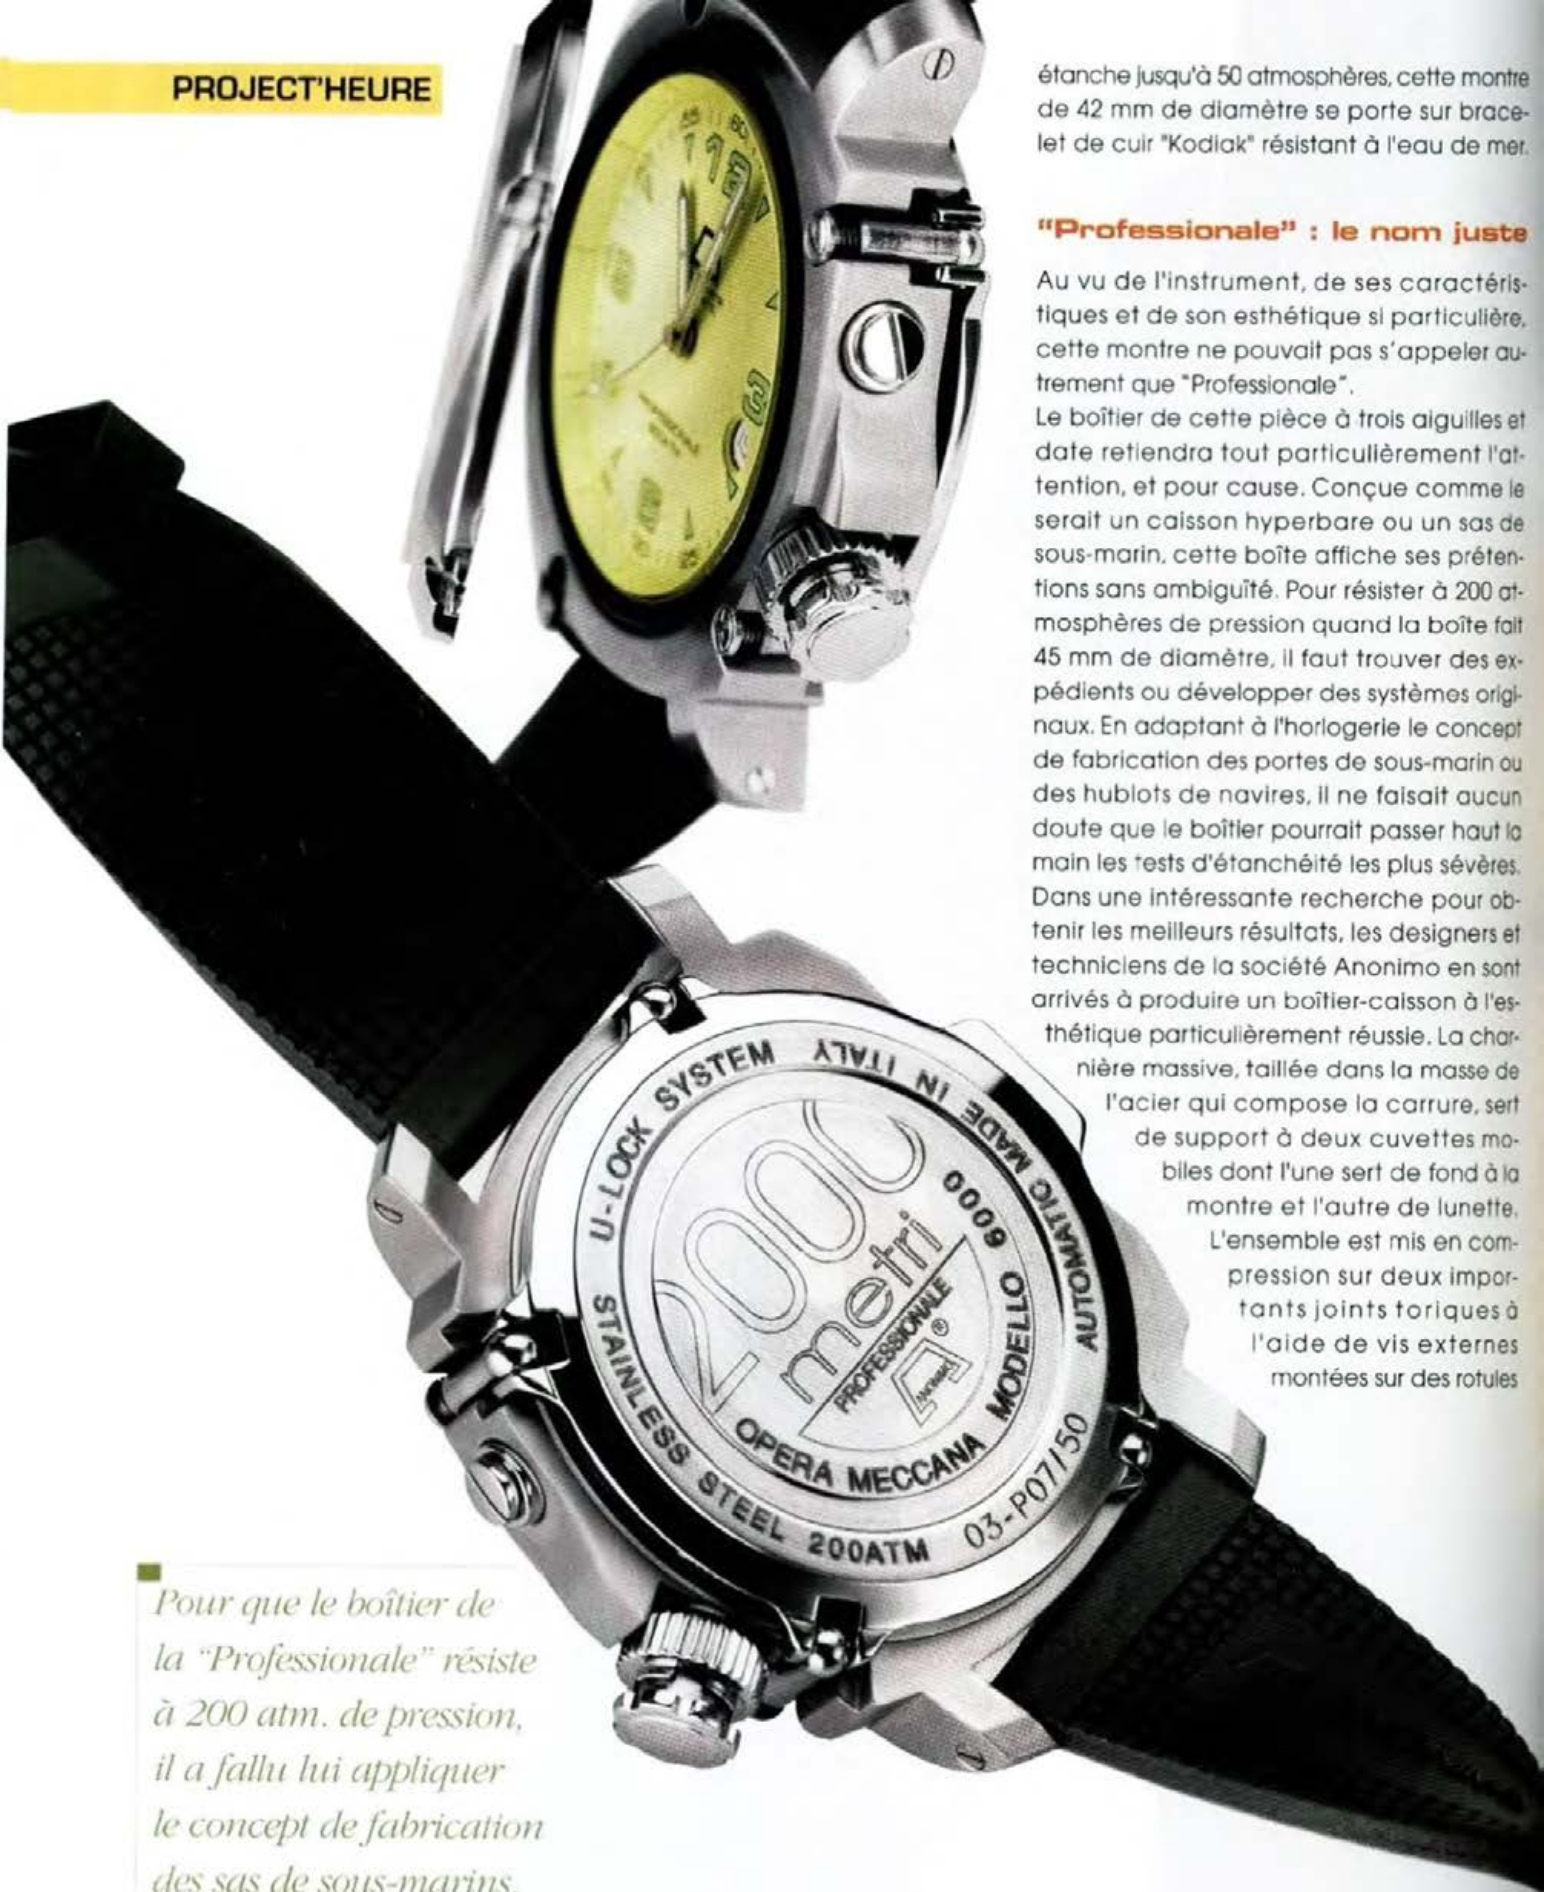 PROJECT'HEURE
étanche jusqu'à 50 atmosphères, cette montre
de 42 mm de diamètre se porte sur brace-
let de cuir "Kodiak" résistant à l'eau de mer.
"Professionale" : le nom juste
Au vu de l'instrument, de ses caractéris-
tiques et de son esthétique si particulière,
cette montre ne pouvait pas s'appeler au-
trement que "Professionale".
Le boîtier de cette pièce à trois aiguilles et
date retiendra tout particulièrement l'at-
tention, et pour cause. Conçue comme le
serait un caisson hyperbare ou un sas de
sous-marin, cette boîte affiche ses préten-
tions sans ambiguïté. Pour résister à 200 at-
mosphères de pression quand la boîte fait
45 mm de diamètre, il faut trouver des ex-
pédients ou développer des systèmes origi-
naux. En adaptant à l'horlogerie le concept
de fabrication des portes de sous-marin ou
des hublots de navires, il ne faisait aucun
doute que le boîtier pourrait passer haut la
main les tests d'étanchéité les plus sévères.
Dans une intéressante recherche pour ob-
tenir les meilleurs résultats, les designers et
techniciens de la société Anonimo en sont
arrivés à produire un boîtier-caisson à l'es-
thétique particulièrement réussie. La char-
nière massive, taillée dans la masse de
l'acier qui compose la carrure, sert
de support à deux cuvettes mo-
biles dont l'une sert de fond à la
montre et l'autre de lunette.
L'ensemble est mis en com-
pression sur deux impor-
tants joints toriques à
l'aide de vis externes
montées sur des rotules
60
12
3
U-LOCK SYSTEM
MADE IN ITALY
AUTOMATIC
STAINLESS STEEL 200ATM
03-P07/50
2000
metri
PROFESSIONALE
ANONIMO
®
OPERA MECCANA
MODELLO 6000
Pour que le boîtier de
la "Professionale" résiste
à 200 atm. de pression,
il a fallu lui appliquer
le concept de fabrication
des sas de sous-marins.